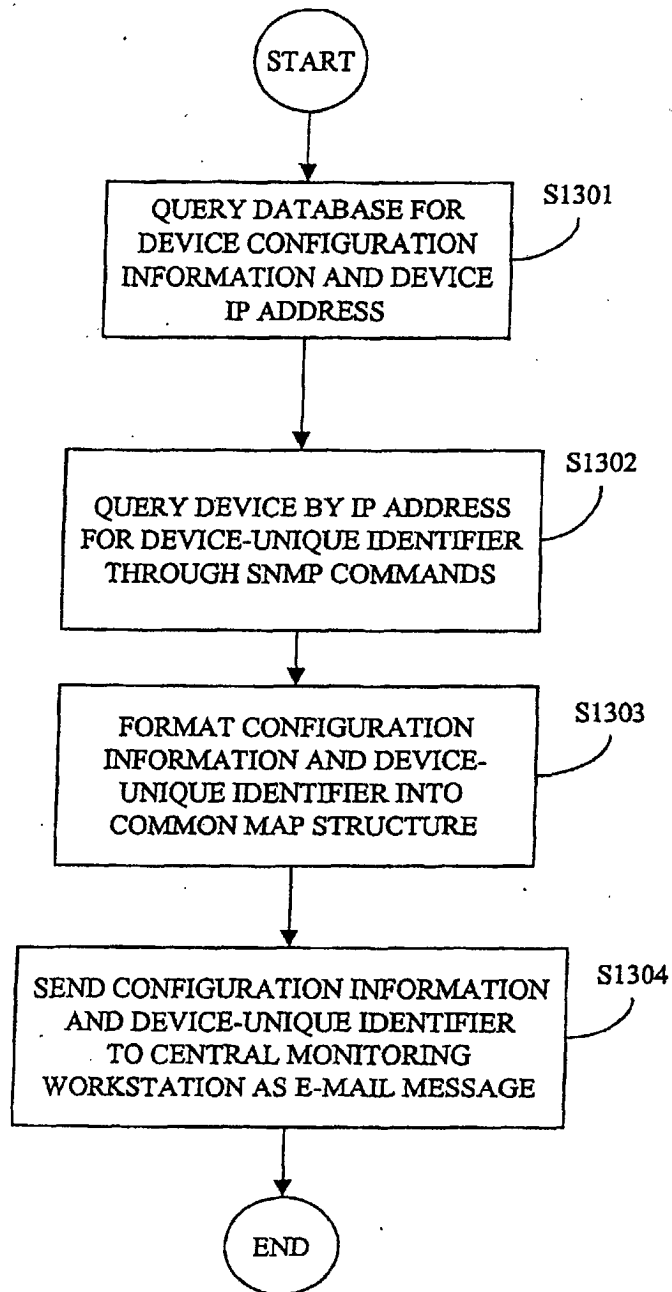 START
S1301
QUERY DATABASE FOR
DEVICE CONFIGURATION
INFORMATION AND DEVICE
IP ADDRESS
S1302
QUERY DEVICE BY IP ADDRESS
FOR DEVICE-UNIQUE IDENTIFIER
THROUGH SNMP COMMANDS
S1303
FORMAT CONFIGURATION
INFORMATION AND DEVICE-
UNIQUE IDENTIFIER INTO
COMMON MAP STRUCTURE
S1304
SEND CONFIGURATION INFORMATION
AND DEVICE-UNIQUE IDENTIFIER
TO CENTRAL MONITORING
WORKSTATION AS E-MAIL MESSAGE
END